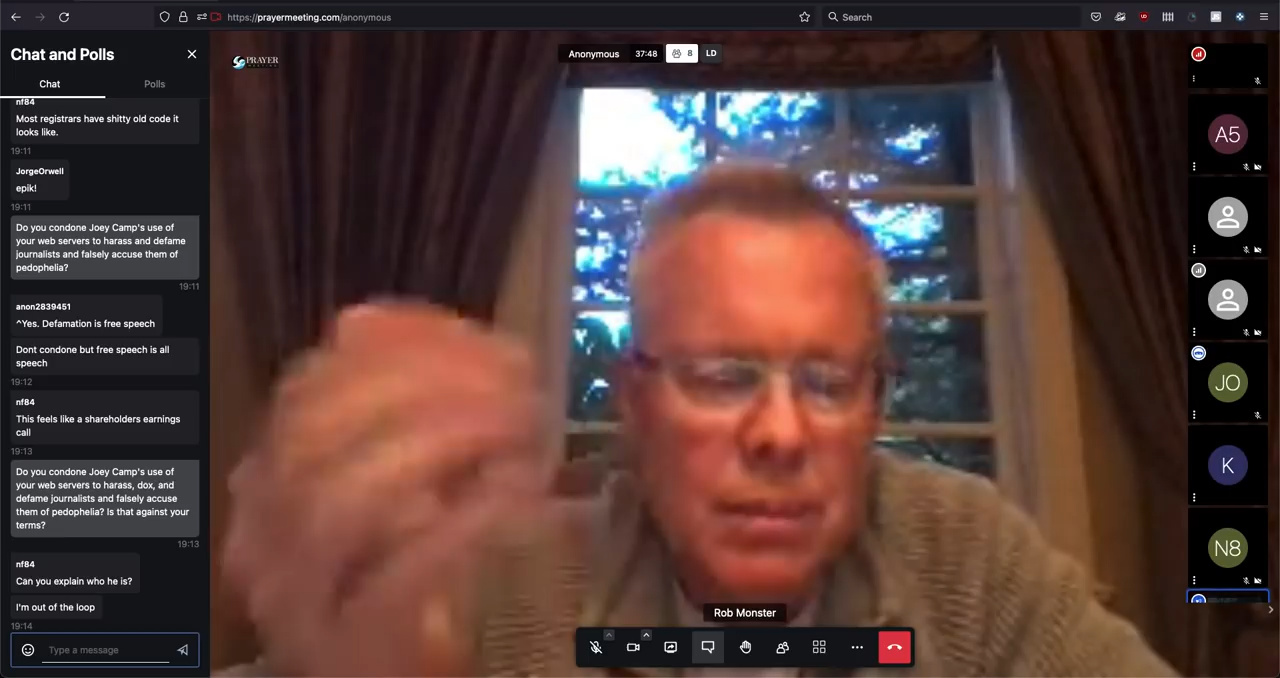 https://prayermeeting.com/anonymous
Search
Chat and Polls
Chat
Polls
nf84
Most registrars have shitty old code it
looks like.
19:11
JorgeOrwell
epik!
19:11
Do you condone Joey Camp's use of
your web servers to harass and defame
journalists and falsely accuse them of
pedophelia?
19:11
anon2839451
^Yes. Defamation is free speech
Dont condone but free speech is all
speech
19:12
nf84
This feels like a shareholders earnings
call
19:13
Do you condone Joey Camp's use of
your web servers to harass, dox, and
defame journalists and falsely accuse
them of pedophelia? Is that against your
terms?
19:13
nf84
Can you explain who he is?
I'm out of the loop
19:14
Type a message
PRAYER
Anonymous
37:48
8
LD
Rob Monster
A5
JO
K
N8